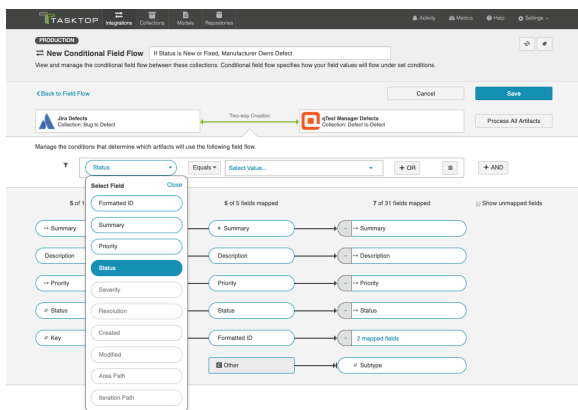 TASKTOP
Integrations
Collections
Models
Repositories
Activity
Metrics
Help
Settings
PRODUCTION
New Conditional Field Flow
If Status is New or Fixed, Manufacturer Owns Defect
View and manage the conditional field flow between these collections. Conditional field flow specifies how your field values will flow under set conditions.
Back to Field Flow
Cancel
Save
Jira Defects
Collection: Bug to Defect
Two-way Creation
qTest Manager Defects
Collection: Defect to Defect
Process All Artifacts
Manage the conditions that determine which artifacts will use the following field flow.
Status
Equals
Select Value...
+ OR
+ AND
Select Field
Close
Formatted ID
Summary
Priority
Status
Severity
Resolution
Created
Modified
Area Path
Iteration Path
5 of 1
5 of 5 fields mapped
7 of 31 fields mapped
Show unmapped fields
Summary
Summary
Summary
Description
Description
Description
Priority
Priority
Priority
Status
Status
Status
Key
Formatted ID
2 mapped fields
Other
Subtype